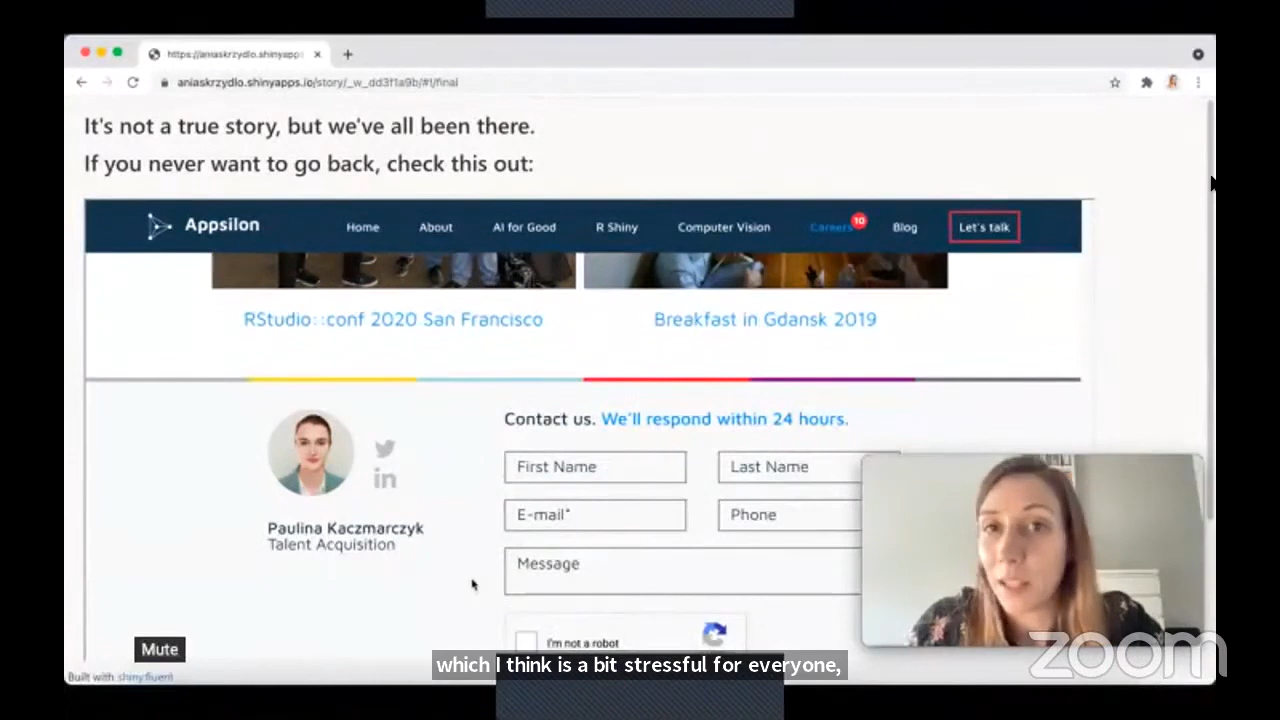 https://aniaskrzydlo.shinyapps
aniaskrzydlo.shinyapps.io/story/_w_dd3f1a9b/#!/final
It's not a true story, but we've all been there.
If you never want to go back, check this out:
Appsilon
Home About AI for Good R Shiny Computer Vision Careers 10 Blog Let's talk
RStudio::conf 2020 San Francisco Breakfast in Gdansk 2019
Contact us. We'll respond within 24 hours.
First Name Last Name
E-mail* Phone
Paulina Kaczmarczyk
Talent Acquisition
Message
I'm not a robot
Mute
which I think is a bit stressful for everyone,
Built with shiny.fluent
zoom